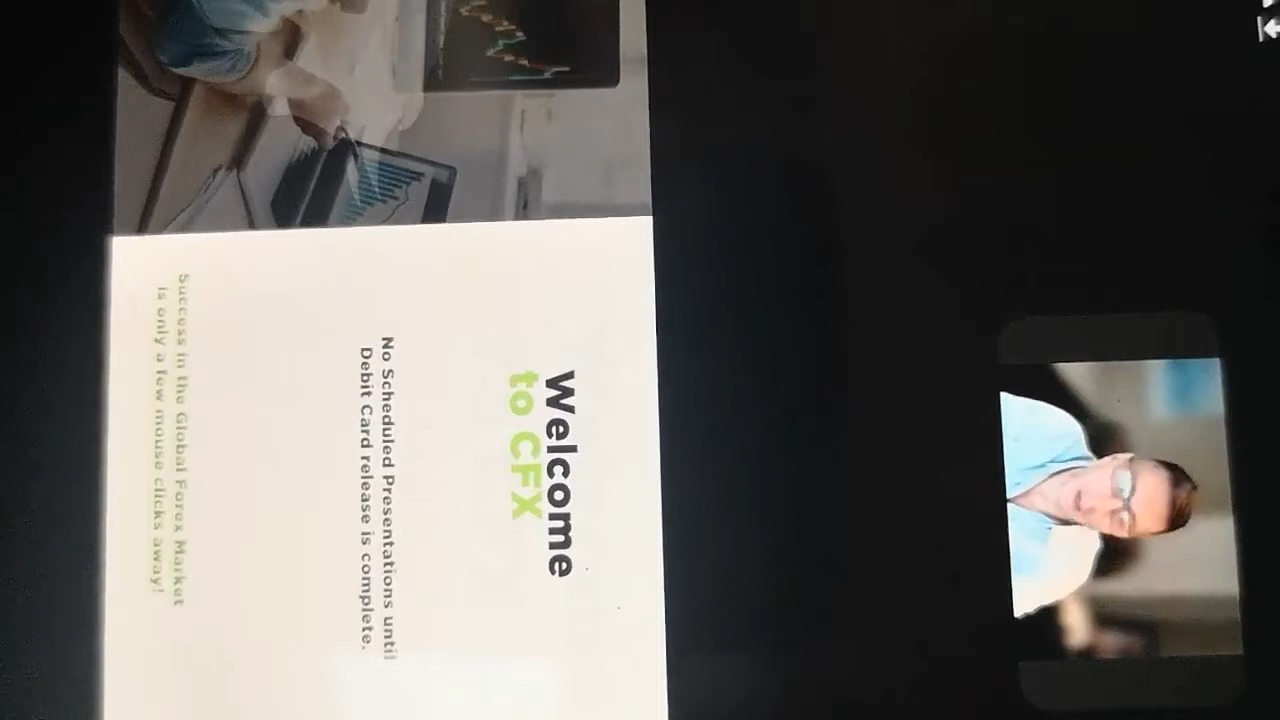 Welcome
to CFX
No Scheduled Presentations until
Debit Card release is complete.
Success in the Global Forex Market
is only a few mouse clicks away!